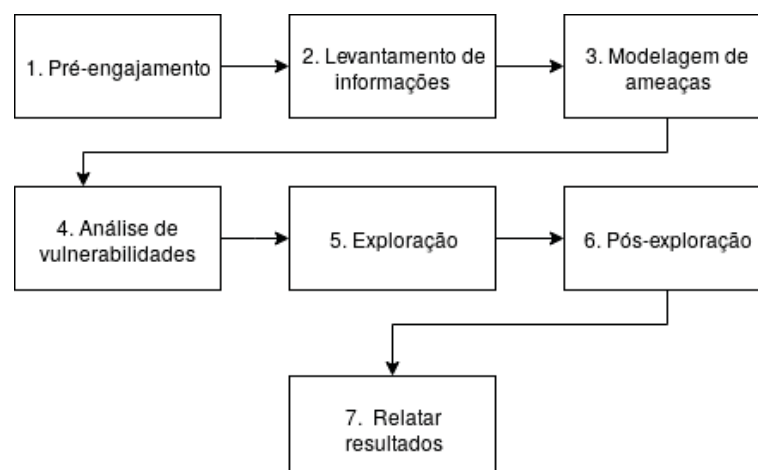 1. Pré-engajamento
2. Levantamento de
informações
3. Modelagem de
ameaças
4. Análise de
vulnerabilidades
5. Exploração
6. Pós-exploração
7. Relatar
resultados